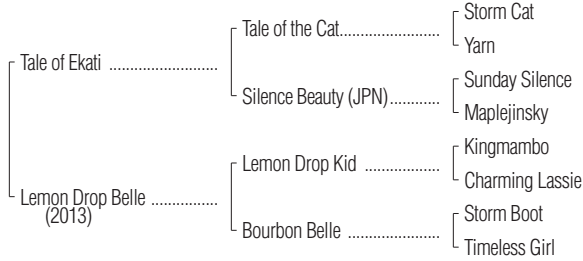 Storm Cat
Tale of the Cat..................
Yarn
Tale of Ekati ..........................
Sunday Silence
Silence Beauty (JPN)............
Maplejinsky
Kingmambo
Lemon Drop Kid ..................
Charming Lassie
Lemon Drop Belle ................
(2013)
Storm Boot
Bourbon Belle ......................
Timeless Girl